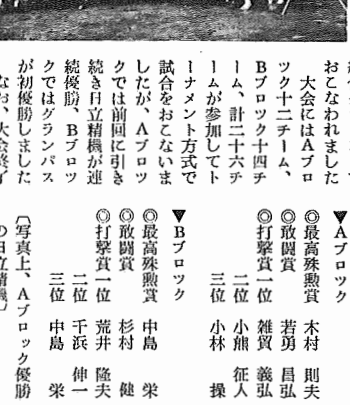 おこなわれました
大会にはAブロ
ック十二チーム、
Bブロック十四チ
ーム、計二十六チ
ームが参加してト
ーナメント方式で
試合をおこないま
したが、Aブロッ
クでは前回に引き
続き日立精機が連
続優勝、Bブロッ
クではグランパス
が初優勝しました
なお、大会終了
▼Aブロック
◎最高殊勲賞 木村 則夫
◎敢闘賞 若勇 昌弘
◎打撃賞一位 雑賀 義弘
二位 小熊 征人
三位 小林 操
▼Bブロック
◎最高殊勲賞 中島 栄
◎敢闘賞 杉村 健
◎打撃賞一位 荒井 隆夫
二位 千浜 伸一
三位 中島 栄
〔写真上、Aブロック優勝
の日立精機〕